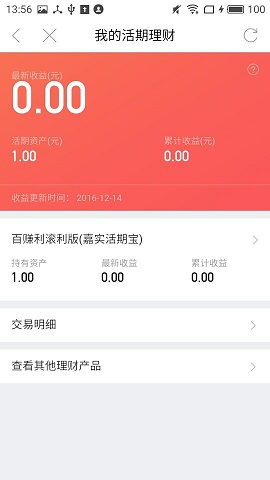 13:56 100
我的活期理财
最新收益(元)
0.00
活期资产(元) 累计收益(元)
1.00 0.00
收益更新时间： 2016-12-14
百赚利滚利版(嘉实活期宝)
持有资产 最新收益 累计收益
1.00 0.00 0.00
交易明细
查看其他理财产品